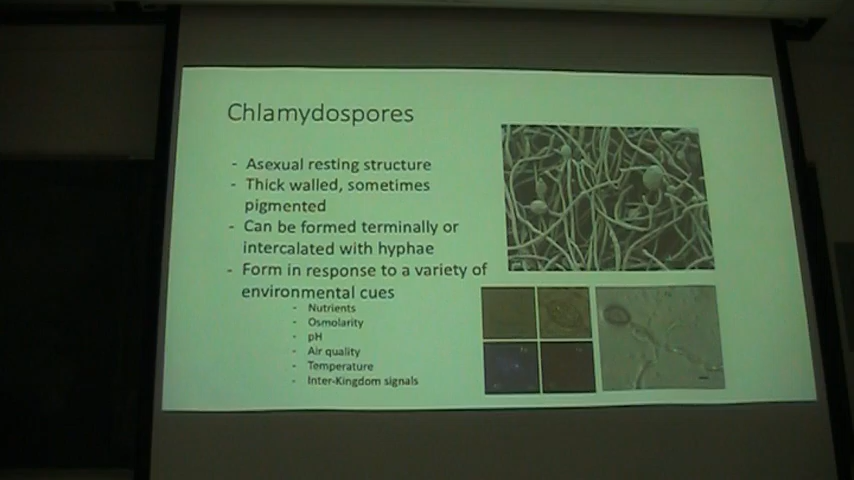 Chlamydospores
- Asexual resting structure
- Thick walled, sometimes
pigmented
- Can be formed terminally or
intercalated with hyphae
- Form in response to a variety of
environmental cues
- Nutrients
- Osmolarity
- pH
- Air quality
- Temperature
- Inter-Kingdom signals